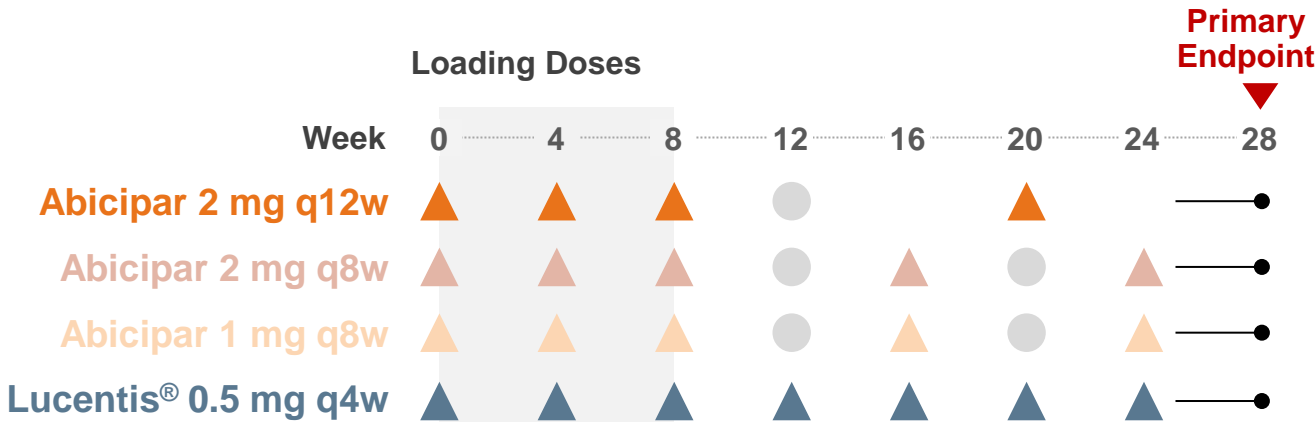 Primary
Endpoint
Loading Doses
Week 0 4 8 12 16 20 24 28
Abicipar 2 mg q12w
Abicipar 2 mg q8w
Abicipar 1 mg q8w
Lucentis® 0.5 mg q4w